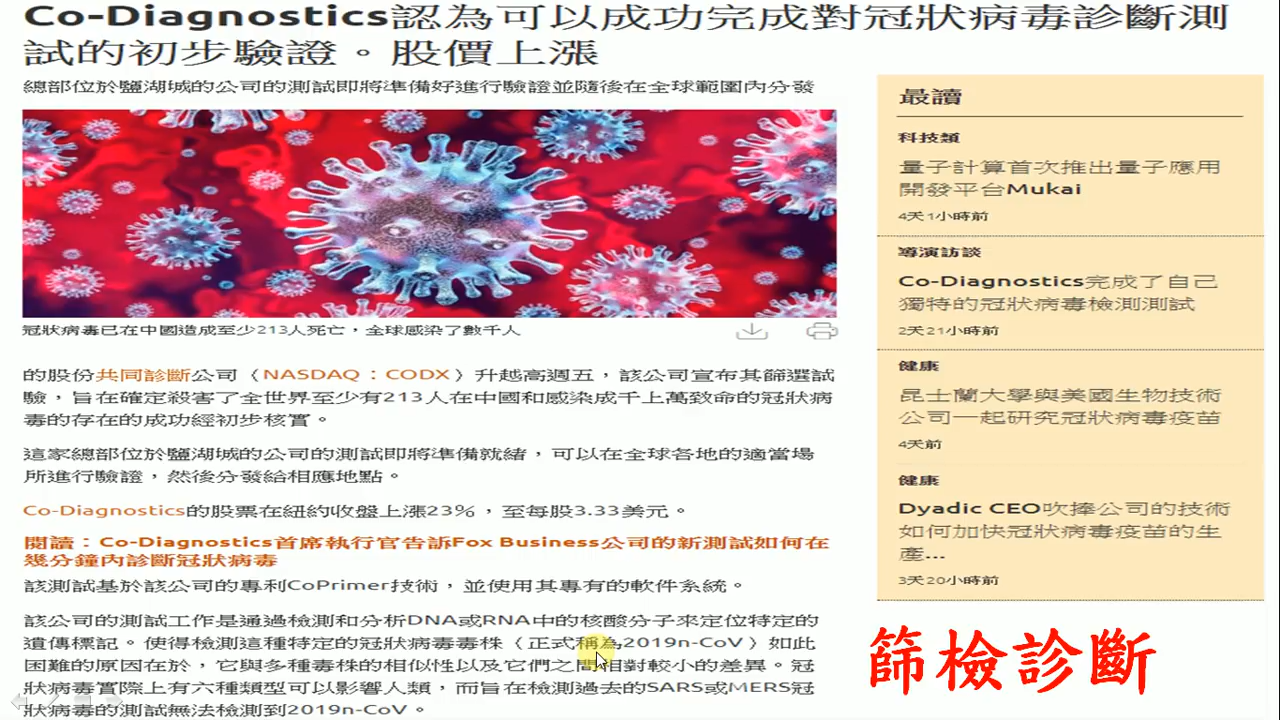 Co-Diagnostics認為可以成功完成對冠狀病毒診斷測
試的初步驗證。股價上漲
總部位於鹽湖城的公司的測試即將準備好進行驗證並隨後在全球範圍內分發
冠狀病毒已在中國造成至少213人死亡，全球感染了數千人
的股份共同診斷公司（NASDAQ：CODX）升越高週五，該公司宣布其篩選試
驗，旨在確定殺害了全世界至少有213人在中國和感染成千上萬致命的冠狀病
毒的存在的成功經初步核實。
這家總部位於鹽湖城的公司的測試即將準備就緒，可以在全球各地的適當場
所進行驗證，然後分發給相應地點。
Co-Diagnostics的股票在紐約收盤上漲23%，至每股3.33美元。
閱讀：Co-Diagnostics首席執行官告訴Fox Business公司的新測試如何在
幾分鐘內診斷冠狀病毒
該測試基於該公司的專利CoPrimer技術，並使用其專有的軟件系統。
該公司的測試工作是通過檢測和分析DNA或RNA中的核酸分子來定位特定的
遺傳標記。使得檢測這種特定的冠狀病毒毒株（正式稱為2019n-CoV）如此
困難的原因在於，它與多種毒株的相似性以及它們之間相對較小的差異。冠
狀病毒實際上有六種類型可以影響人類，而旨在檢測過去的SARS或MERS冠
狀病毒的測試無法檢測到2019n-CoV。
最讀
科技類
量子計算首次推出量子應用
開發平台Mukai
4天1小時前
導演訪談
Co-Diagnostics完成了自己
獨特的冠狀病毒檢測測試
2天21小時前
健康
昆士蘭大學與美國生物技術
公司一起研究冠狀病毒疫苗
4天前
健康
Dyadic CEO吹捧公司的技術
如何加快冠狀病毒疫苗的生
產...
3天20小時前
篩檢診斷